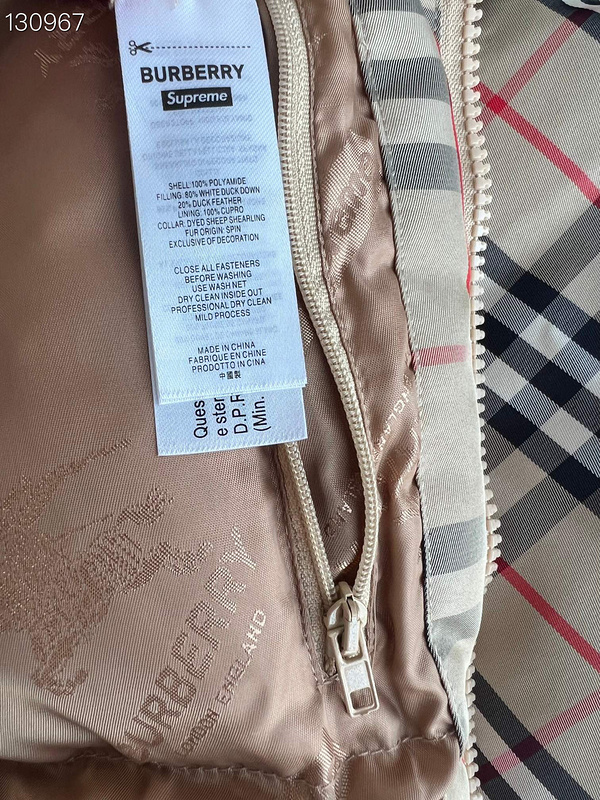 130967
BURBERRY
Supreme
SHELL:100% POLYAMIDE
FILLING: 80% WHITE DUCK DOWN
20% DUCK FEATHER
LINING: 100% CUPRO
COLLAR: DYED SHEEP SHEARLING
FUR ORIGIN: SPIN
EXCLUSIVE OF DECORATION
CLOSE ALL FASTENERS
BEFORE WASHING
USE WASH NET
DRY CLEAN INSIDE OUT
PROFESSIONAL DRY CLEAN
MILD PROCESS
MADE IN CHINA
FABRIQUE EN CHINE
PRODOTTO IN CINA
中國製
Ques
e ster
D.P.R
(Min.
BURBERRY
LONDON ENGLAND